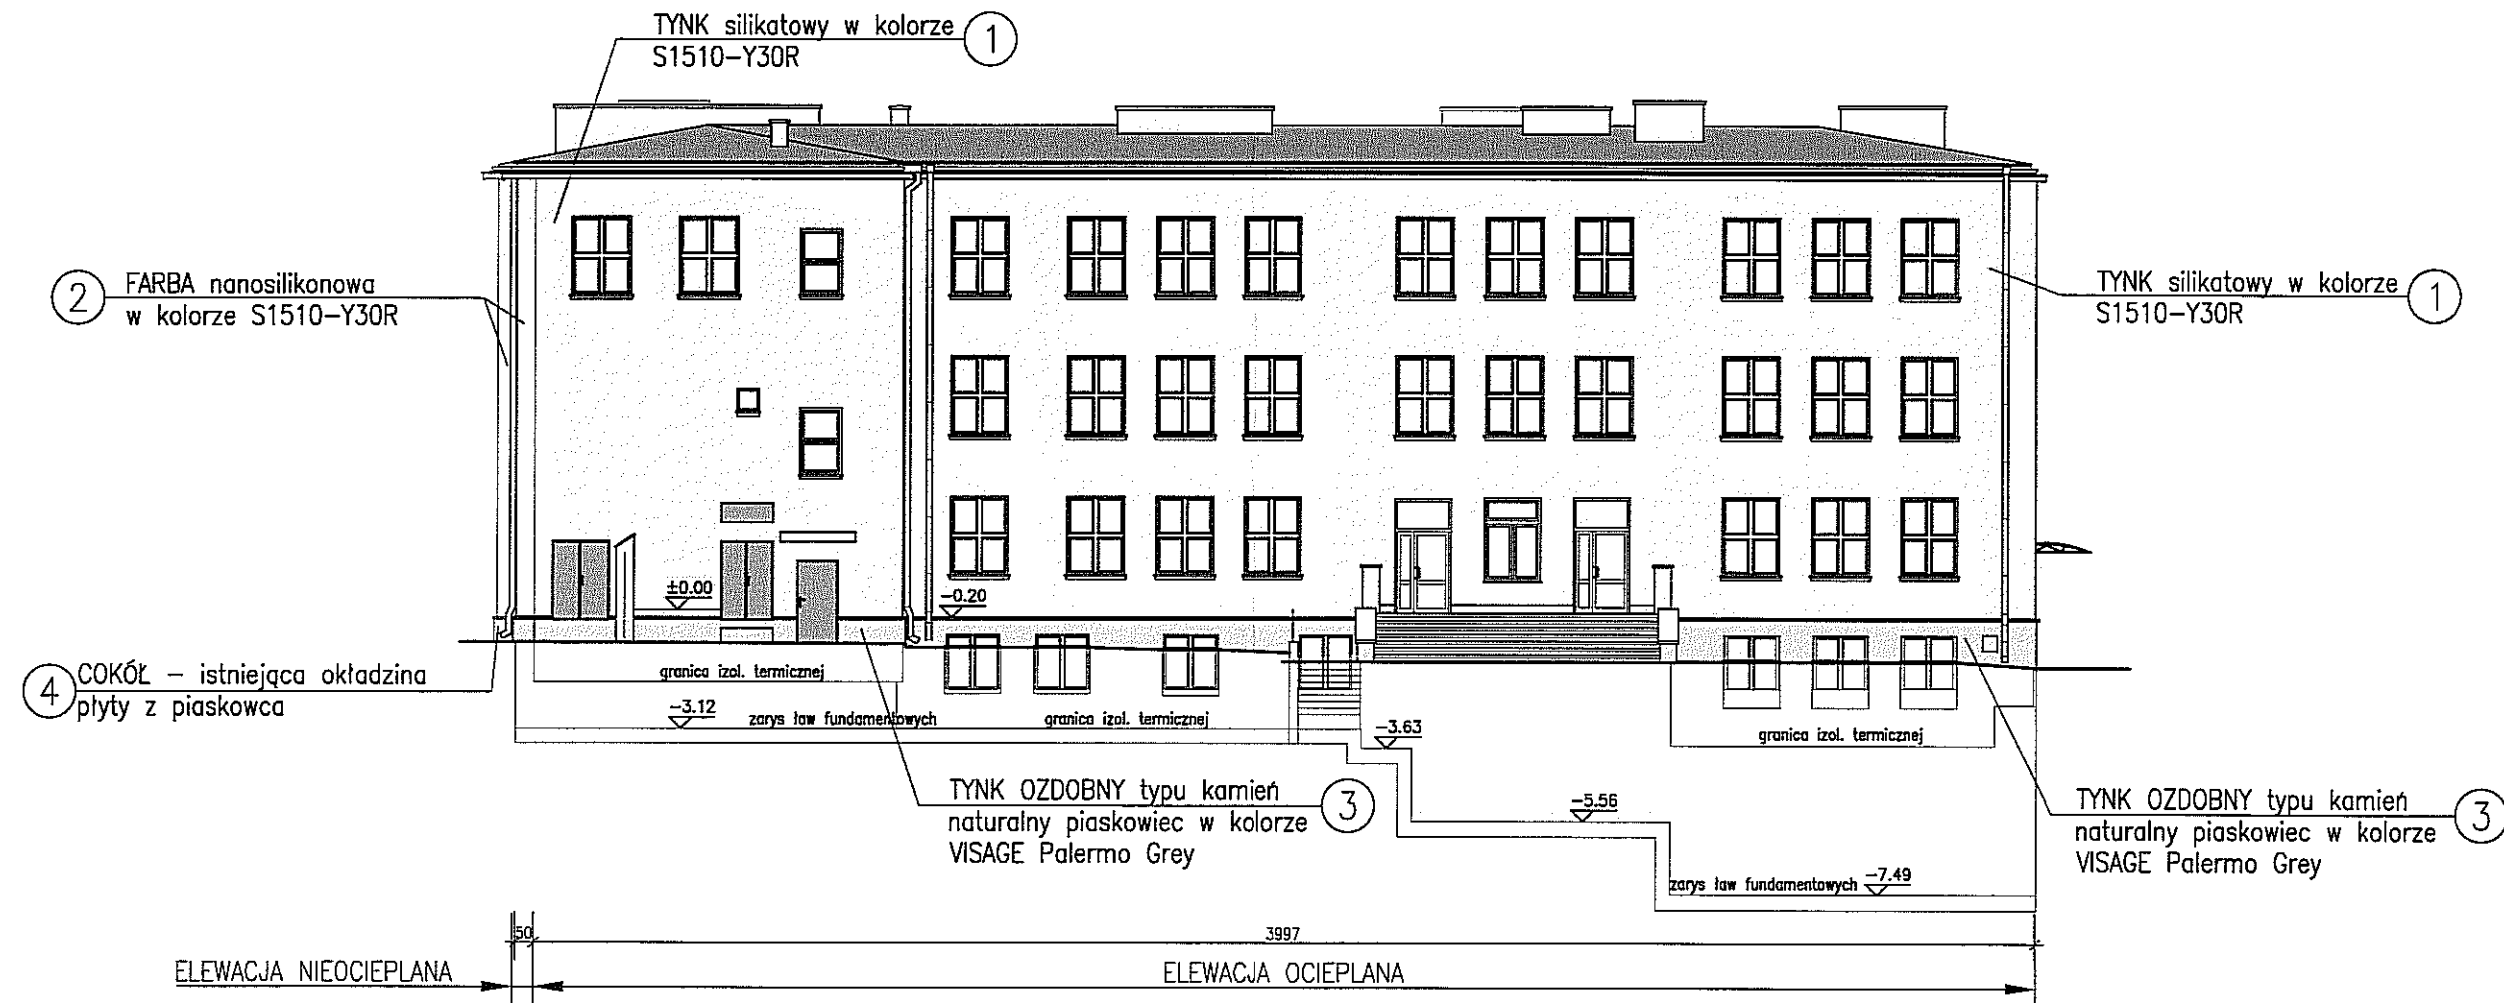 TYNK silikatowy w kolorze
S1510-Y30R
1
2
FARBA nanosilikonowa
w kolorze S1510-Y30R
TYNK silikatowy w kolorze
S1510-Y30R
1
±0.00
-0.20
4
COKÓŁ – istniejąca okładzina
płyty z piaskowca
granica izol. termicznej
-3.12
zarys ław fundamentowych
granica izol. termicznej
-3.63
granica izol. termicznej
TYNK OZDOBNY typu kamień
naturalny piaskowiec w kolorze
VISAGE Palermo Grey
3
-5.56
TYNK OZDOBNY typu kamień
naturalny piaskowiec w kolorze
VISAGE Palermo Grey
3
zarys ław fundamentowych -7.49
50
3997
ELEWACJA NIEOCIEPLANA
ELEWACJA OCIEPLANA